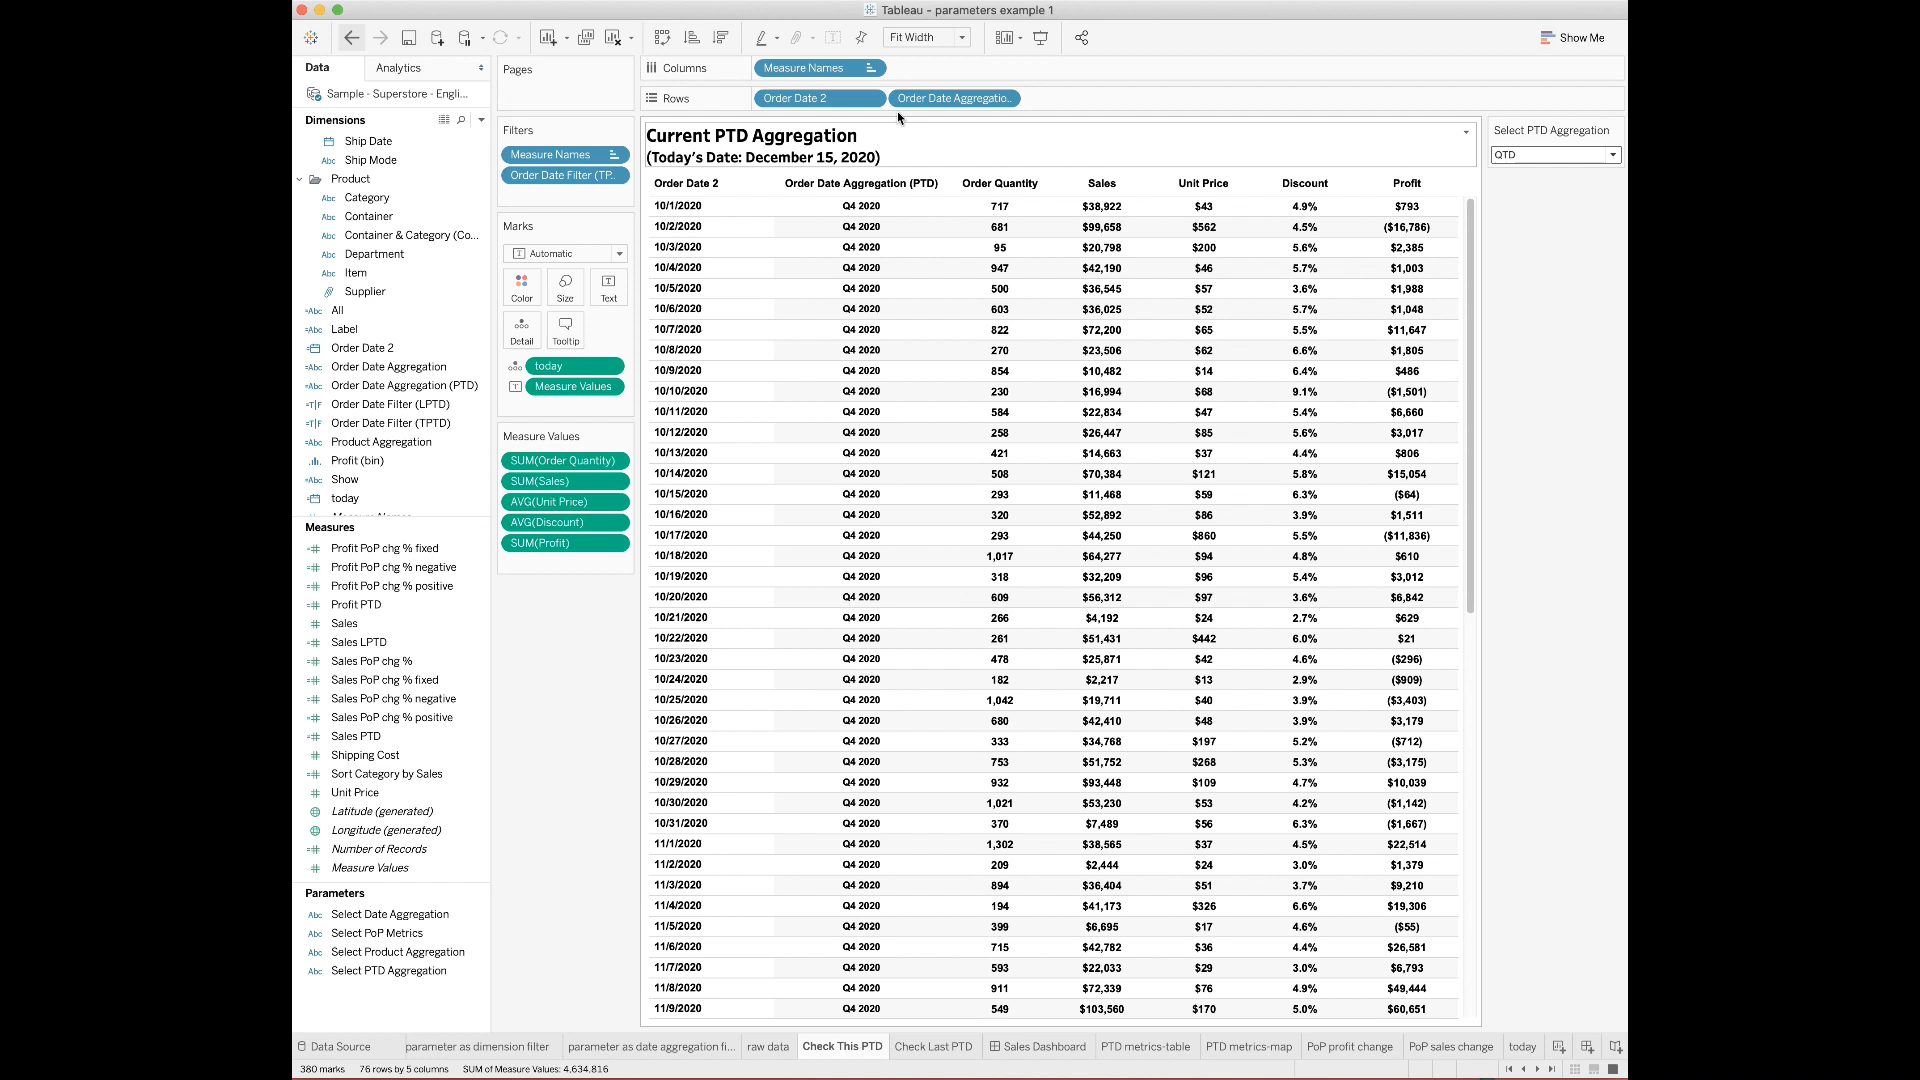 Tableau - parameters example 1
Fit Width
Show Me
Data
Analytics
Sample - Superstore - Engli...
Dimensions
Ship Date
Abc Ship Mode
Product
Abc Category
Abc Container
Abc Container & Category (Co...
Abc Department
Abc Item
Supplier
=Abc All
=Abc Label
Order Date 2
=Abc Order Date Aggregation
=Abc Order Date Aggregation (PTD)
=T|F Order Date Filter (LPTD)
=T|F Order Date Filter (TPTD)
=Abc Product Aggregation
Profit (bin)
=Abc Show
today
Measures
Profit PoP chg % fixed
Profit PoP chg % negative
Profit PoP chg % positive
Profit PTD
Sales
Sales LPTD
Sales PoP chg %
Sales PoP chg % fixed
Sales PoP chg % negative
Sales PoP chg % positive
Sales PTD
Shipping Cost
Sort Category by Sales
Unit Price
Latitude (generated)
Longitude (generated)
Number of Records
Measure Values
Parameters
Abc Select Date Aggregation
Abc Select PoP Metrics
Abc Select Product Aggregation
Abc Select PTD Aggregation
Pages
Filters
Measure Names
Order Date Filter (TP..
Marks
Automatic
Color Size Text
Detail Tooltip
today
Measure Values
Measure Values
SUM(Order Quantity)
SUM(Sales)
AVG(Unit Price)
AVG(Discount)
SUM(Profit)
Columns Measure Names
Rows Order Date 2 Order Date Aggregatio..
Current PTD Aggregation
(Today's Date: December 15, 2020)
Order Date 2 Order Date Aggregation (PTD) Order Quantity Sales Unit Price Discount Profit
10/1/2020 Q4 2020 717 $38,922 $43 4.9% $793
10/2/2020 Q4 2020 681 $99,658 $562 4.5% ($16,786)
10/3/2020 Q4 2020 95 $20,798 $200 5.6% $2,385
10/4/2020 Q4 2020 947 $42,190 $46 5.7% $1,003
10/5/2020 Q4 2020 500 $36,545 $57 3.6% $1,988
10/6/2020 Q4 2020 603 $36,025 $52 5.7% $1,048
10/7/2020 Q4 2020 822 $72,200 $65 5.5% $11,647
10/8/2020 Q4 2020 270 $23,506 $62 6.6% $1,805
10/9/2020 Q4 2020 854 $10,482 $14 6.4% $486
10/10/2020 Q4 2020 230 $16,994 $68 9.1% ($1,501)
10/11/2020 Q4 2020 584 $22,834 $47 5.4% $6,660
10/12/2020 Q4 2020 258 $26,447 $85 5.6% $3,017
10/13/2020 Q4 2020 421 $14,663 $37 4.4% $806
10/14/2020 Q4 2020 508 $70,384 $121 5.8% $15,054
10/15/2020 Q4 2020 293 $11,468 $59 6.3% ($64)
10/16/2020 Q4 2020 320 $52,892 $86 3.9% $1,511
10/17/2020 Q4 2020 293 $44,250 $860 5.5% ($11,836)
10/18/2020 Q4 2020 1,017 $64,277 $94 4.8% $610
10/19/2020 Q4 2020 318 $32,209 $96 5.4% $3,012
10/20/2020 Q4 2020 609 $56,312 $97 3.6% $6,842
10/21/2020 Q4 2020 266 $4,192 $24 2.7% $629
10/22/2020 Q4 2020 261 $51,431 $442 6.0% $21
10/23/2020 Q4 2020 478 $25,871 $42 4.6% ($296)
10/24/2020 Q4 2020 182 $2,217 $13 2.9% ($909)
10/25/2020 Q4 2020 1,042 $19,711 $40 3.9% ($3,403)
10/26/2020 Q4 2020 680 $42,410 $48 3.9% $3,179
10/27/2020 Q4 2020 333 $34,768 $197 5.2% ($712)
10/28/2020 Q4 2020 753 $51,752 $268 5.3% ($3,175)
10/29/2020 Q4 2020 932 $93,448 $109 4.7% $10,039
10/30/2020 Q4 2020 1,021 $53,230 $53 4.2% ($1,142)
10/31/2020 Q4 2020 370 $7,489 $56 6.3% ($1,667)
11/1/2020 Q4 2020 1,302 $38,565 $37 4.5% $22,514
11/2/2020 Q4 2020 209 $2,444 $24 3.0% $1,379
11/3/2020 Q4 2020 894 $36,404 $51 3.7% $9,210
11/4/2020 Q4 2020 194 $41,173 $326 6.6% $19,306
11/5/2020 Q4 2020 399 $6,695 $17 4.6% ($55)
11/6/2020 Q4 2020 715 $42,782 $36 4.4% $26,581
11/7/2020 Q4 2020 593 $22,033 $29 3.0% $6,793
11/8/2020 Q4 2020 911 $72,339 $76 4.9% $49,444
11/9/2020 Q4 2020 549 $103,560 $170 5.0% $60,651
Select PTD Aggregation
QTD
Data Source parameter as dimension filter parameter as date aggregation fi... raw data Check This PTD Check Last PTD Sales Dashboard PTD metrics-table PTD metrics-map PoP profit change PoP sales change today
380 marks 76 rows by 5 columns SUM of Measure Values: 4,634,816